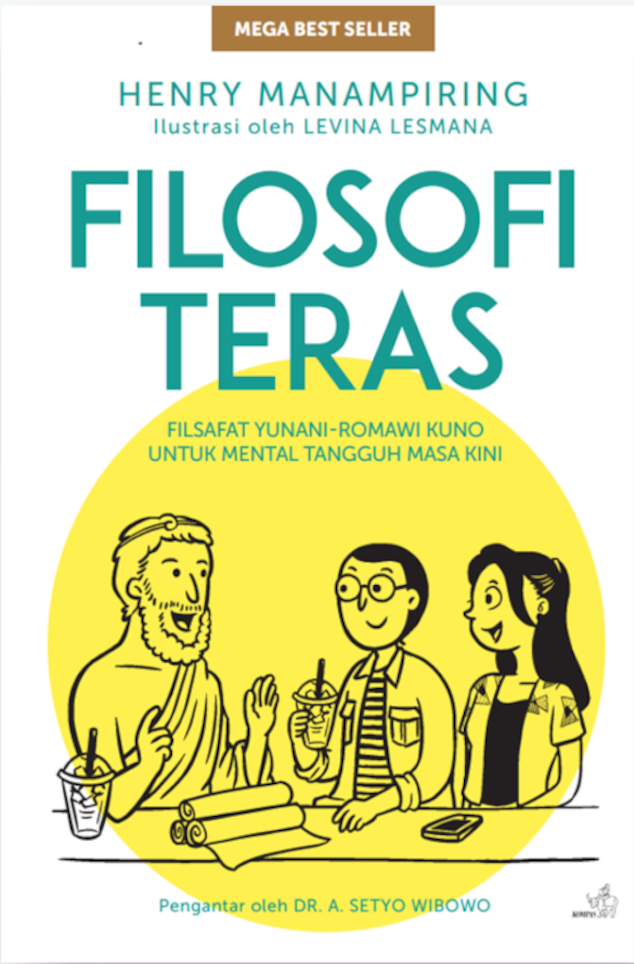 MEGA BEST SELLER
HENRY MANAMPIRING
Ilustrasi oleh LEVINA LESMANA
FILOSOFI
TERAS
FILSAFAT YUNANI-ROMAWI KUNO
UNTUK MENTAL TANGGUH MASA KINI
Pengantar oleh DR. A. SETYO WIBOWO
KOMPAS